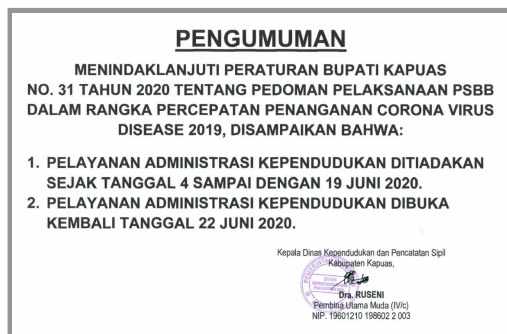 PENGUMUMAN
MENINDAKLANJUTI PERATURAN BUPATI KAPUAS
NO. 31 TAHUN 2020 TENTANG PEDOMAN PELAKSANAAN PSBB
DALAM RANGKA PERCEPATAN PENANGANAN CORONA VIRUS
DISEASE 2019, DISAMPAIKAN BAHWA:
1. PELAYANAN ADMINISTRASI KEPENDUDUKAN DITIADAKAN
SEJAK TANGGAL 4 SAMPAI DENGAN 19 JUNI 2020.
2. PELAYANAN ADMINISTRASI KEPENDUDUKAN DIBUKA
KEMBALI TANGGAL 22 JUNI 2020.
Kepala Dinas Kependudukan dan Pencatatan Sipil
Kabupaten Kapuas,
Dra. RUSENI
Pembina Utama Muda (IV/c)
NIP. 19601210 198602 2 003